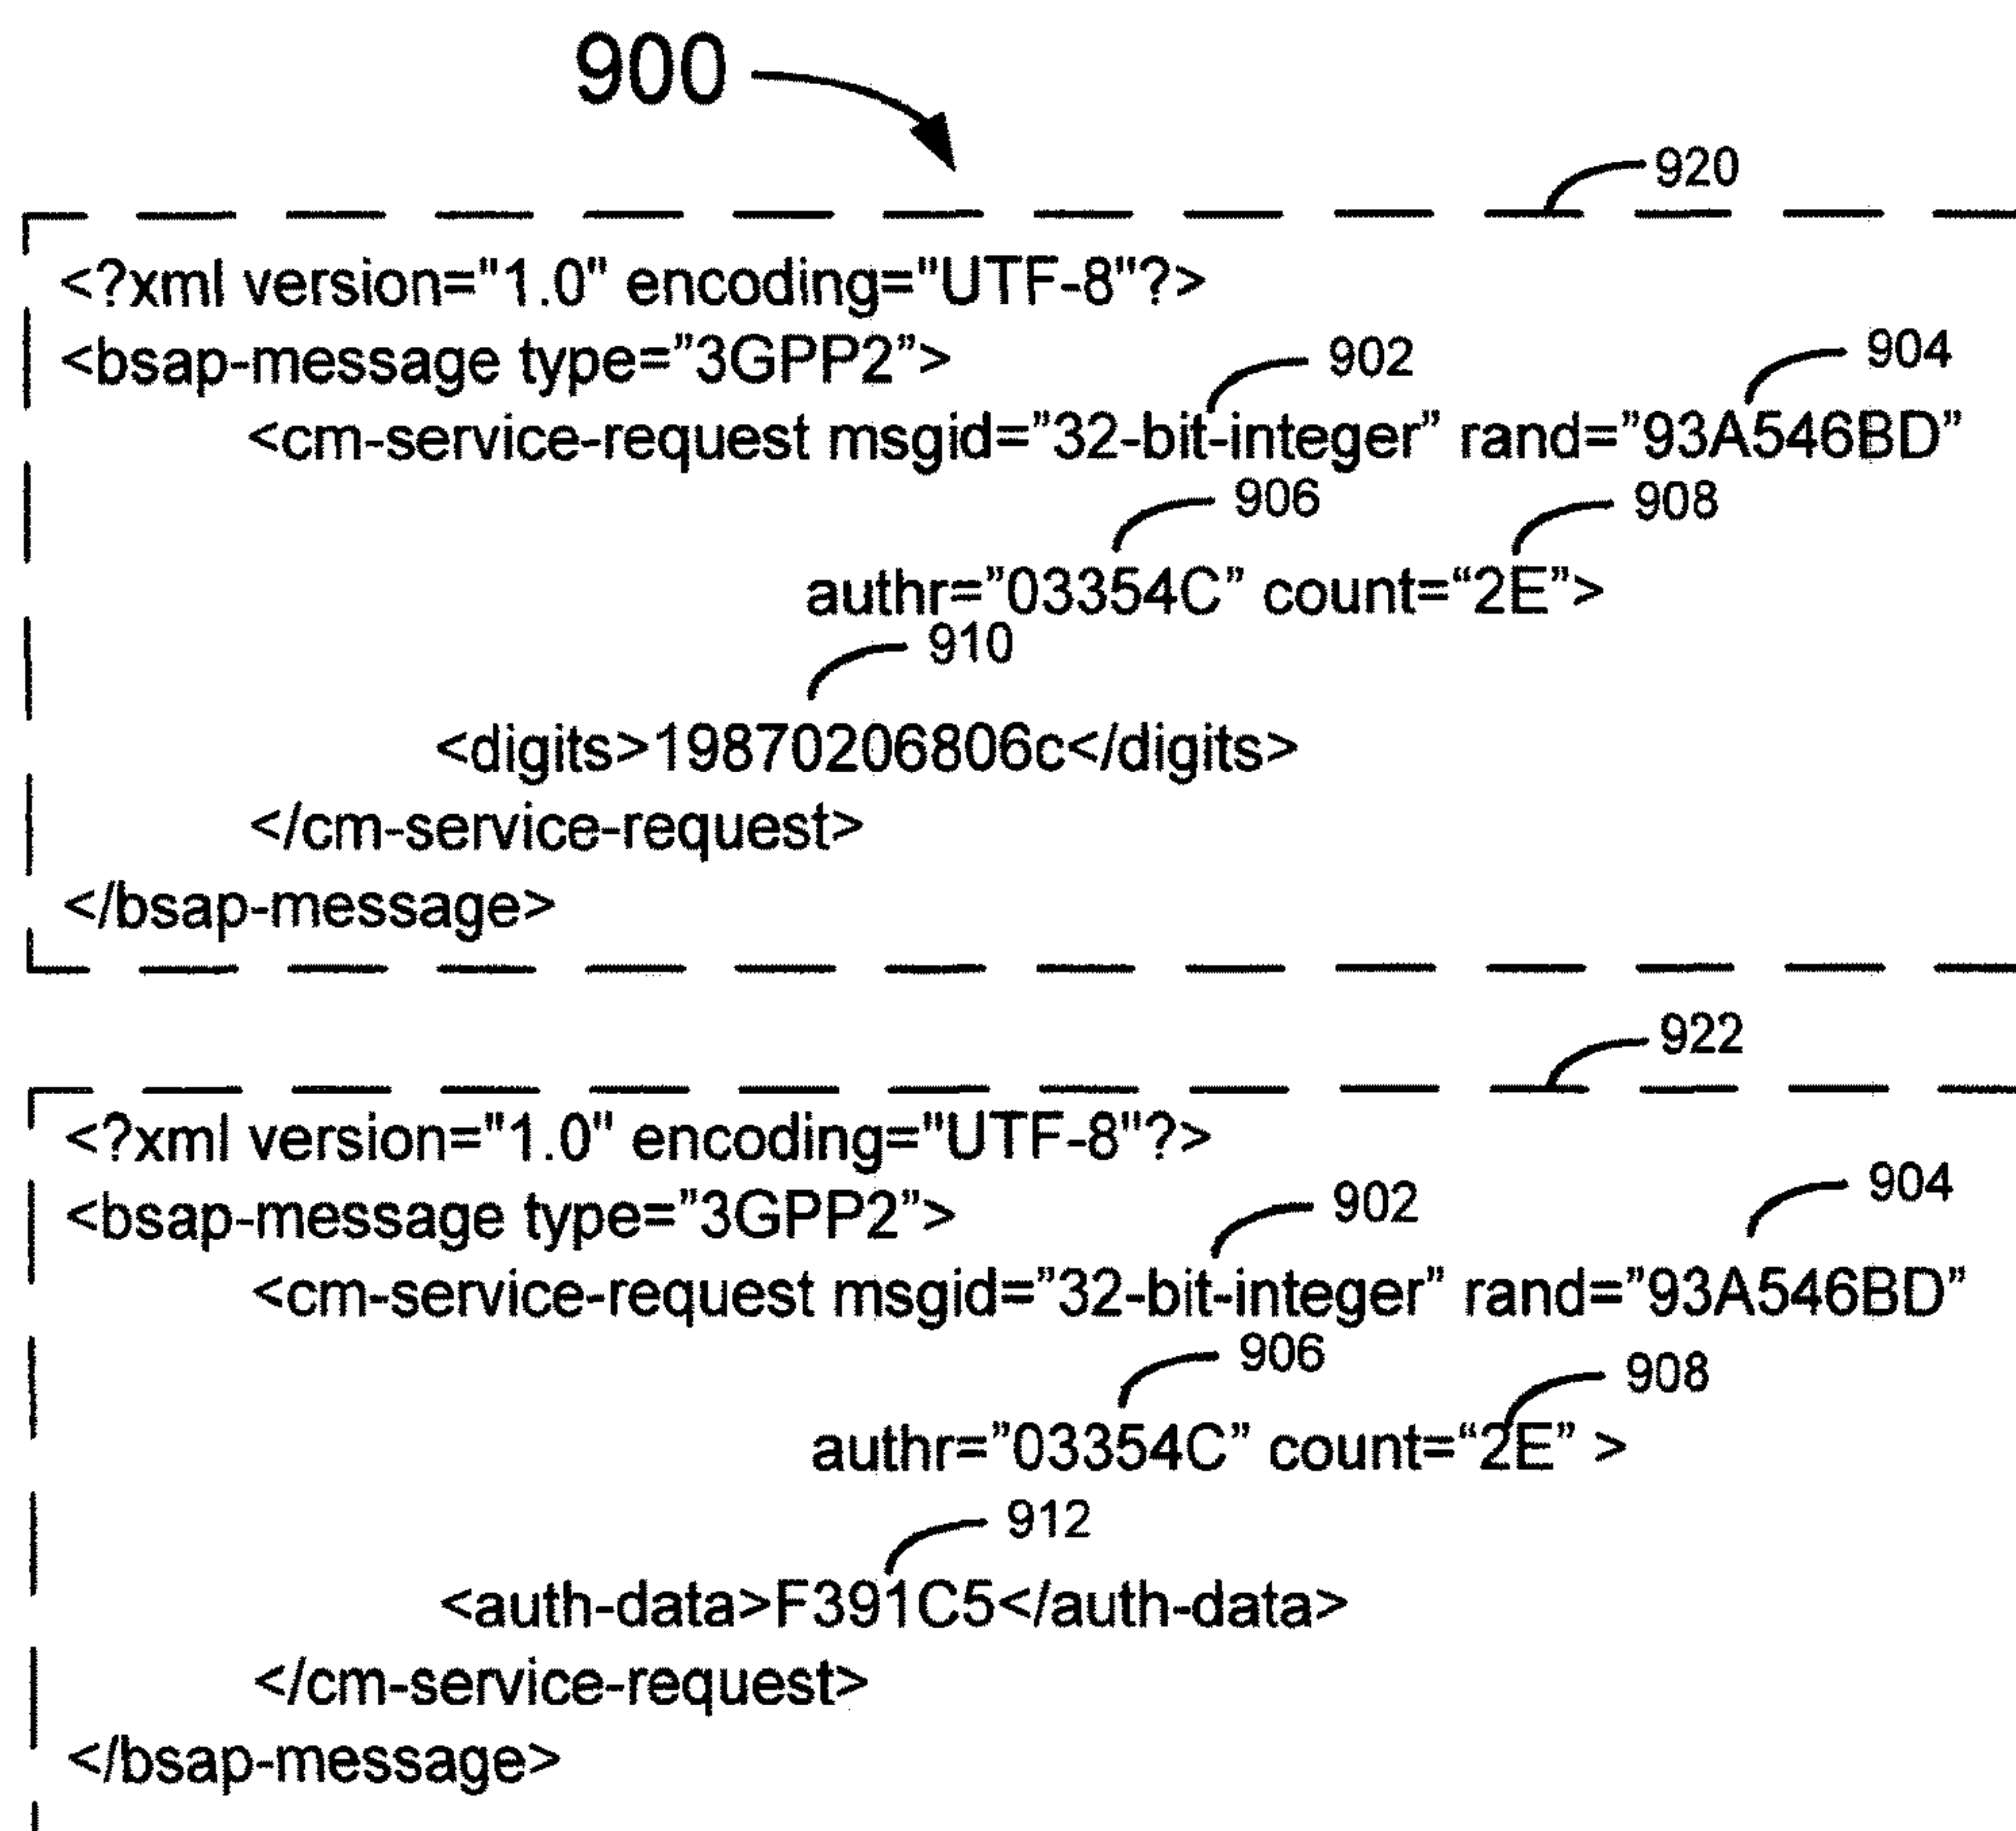 900
920
<?xml version="1.0" encoding="UTF-8"?>
<bsap-message type=”3GPP2”>
902
904
<cm-service-request msgid=”32-bit-integer” rand=”93A546BD”
906
908
authr=”03354C” count=“2E”>
910
<digits>19870206806c</digits>
</cm-service-request>
</bsap-message>
922
<?xml version="1.0" encoding="UTF-8"?>
<bsap-message type=”3GPP2”>
902
904
<cm-service-request msgid=”32-bit-integer” rand=”93A546BD”
906
908
authr=”03354C” count=“2E” >
912
<auth-data>F391C5</auth-data>
</cm-service-request>
</bsap-message>